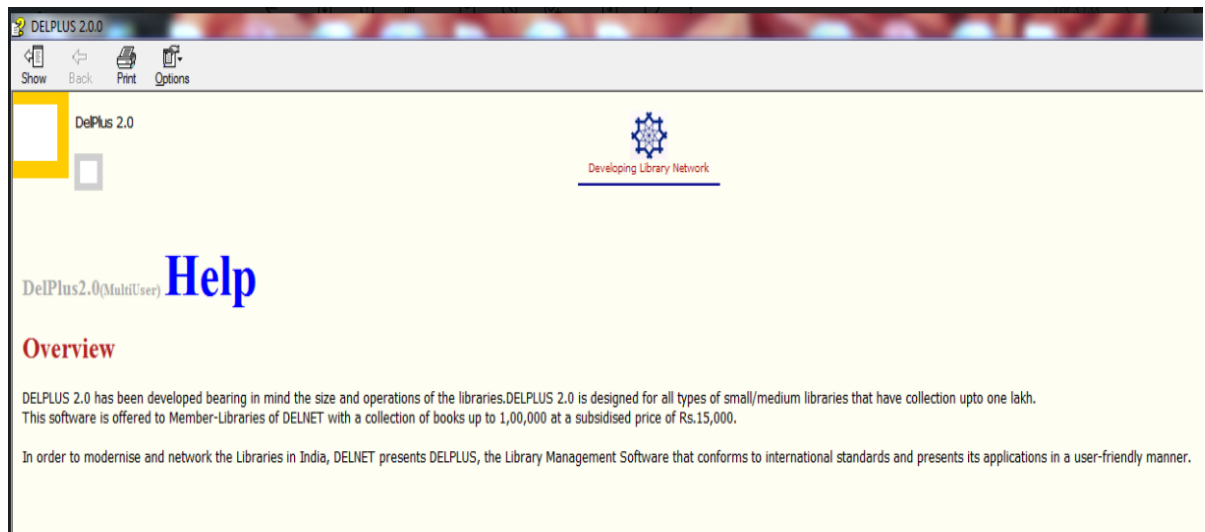 DELPLUS 2.0.0
Show Back Print Options
DelPlus 2.0
Developing Library Network
DelPlus2.0(MultiUser) Help
Overview
DELPLUS 2.0 has been developed bearing in mind the size and operations of the libraries.DELPLUS 2.0 is designed for all types of small/medium libraries that have collection upto one lakh.
This software is offered to Member-Libraries of DELNET with a collection of books up to 1,00,000 at a subsidised price of Rs.15,000.
In order to modernise and network the Libraries in India, DELNET presents DELPLUS, the Library Management Software that conforms to international standards and presents its applications in a user-friendly manner.